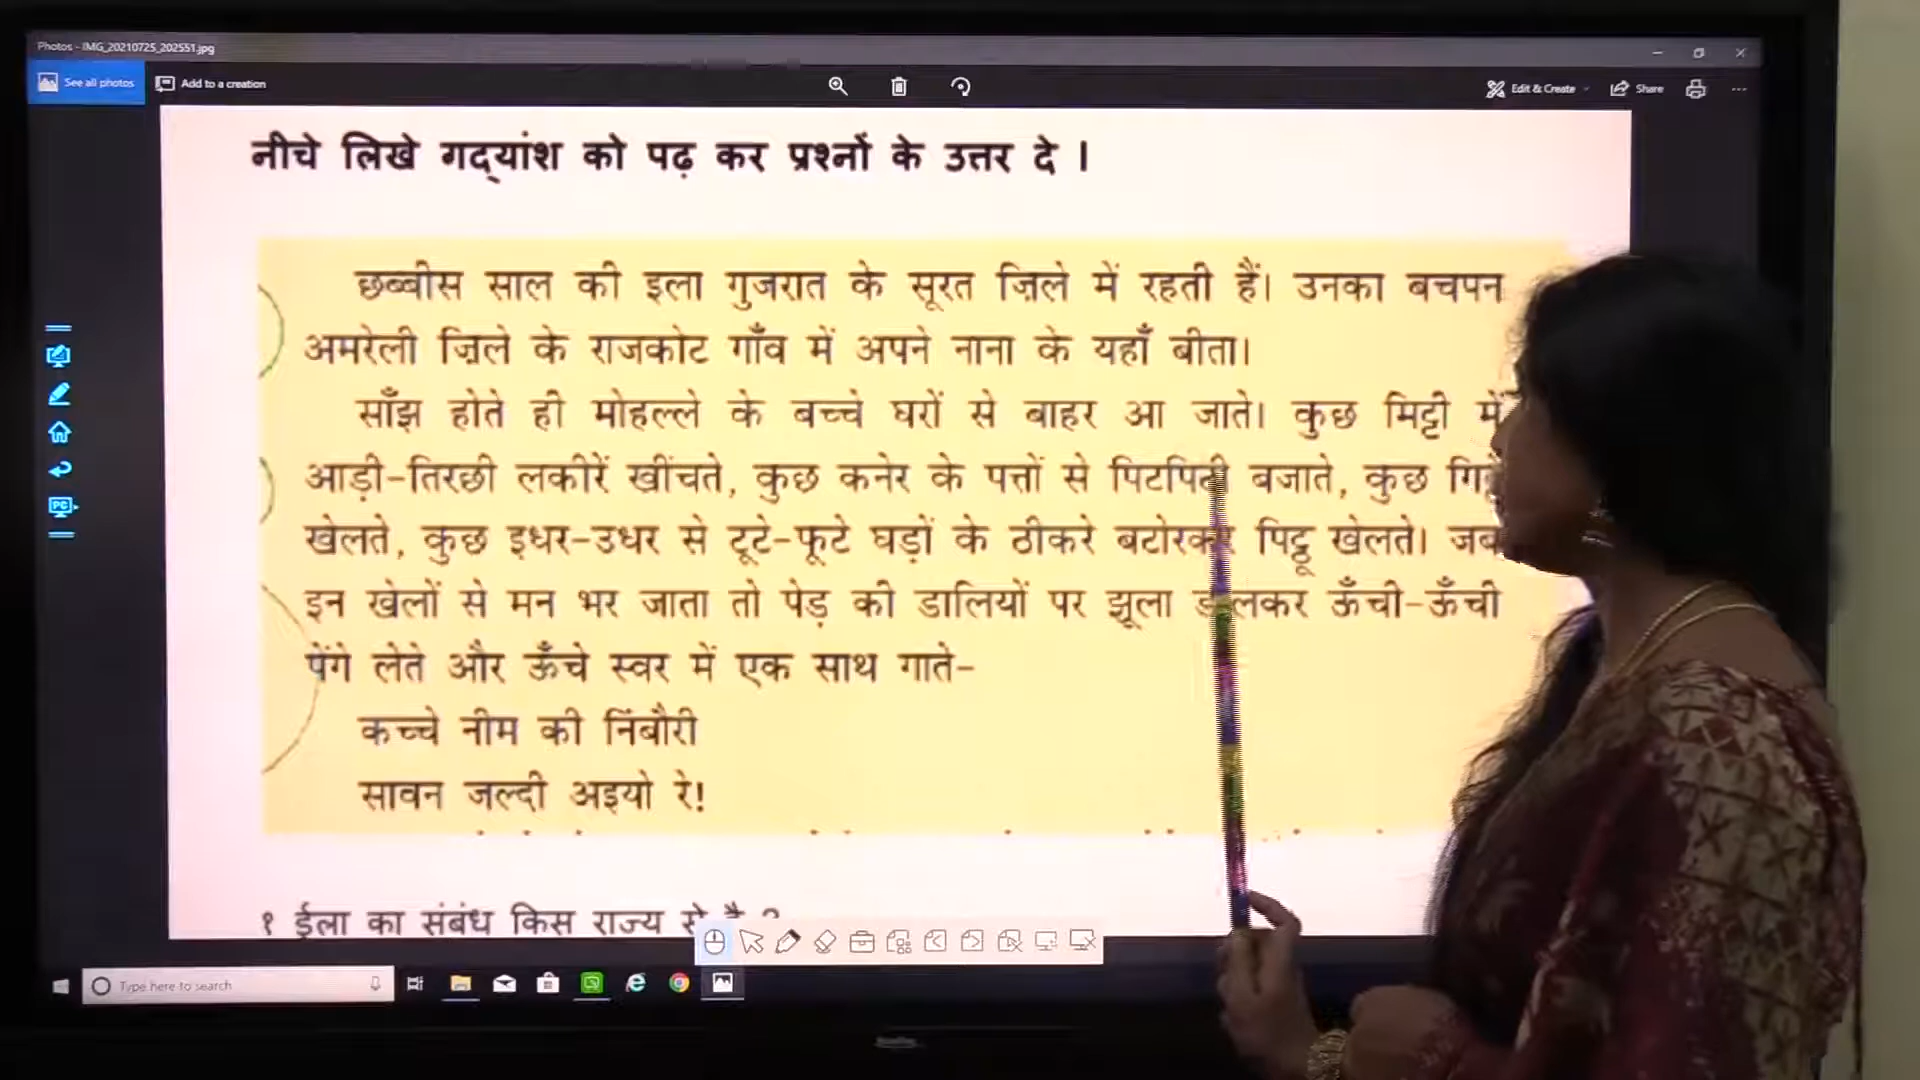 Photos - IMG_20210725_202551.jpg
See all photos
Add to a creation
Edit & Create
Share
नीचे लिखे गद्‌यांश को पढ़ कर प्रश्नों के उत्तर दे ।
छब्बीस साल की इला गुजरात के सूरत ज़िले में रहती हैं। उनका बचपन
अमरेली ज़िले के राजकोट गाँव में अपने नाना के यहाँ बीता।
साँझ होते ही मोहल्ले के बच्चे घरों से बाहर आ जाते। कुछ मिट्टी में
आड़ी-तिरछी लकीरें खींचते, कुछ कनेर के पत्तों से पिटपिटी बजाते, कुछ
खेलते, कुछ इधर-उधर से टूटे-फूटे घड़ों के ठीकरे बटोरकर पिट्ठू खेलते। जब
इन खेलों से मन भर जाता तो पेड़ की डालियों पर झूला डालकर ऊँची-ऊँची
पेंगे लेते और ऊँचे स्वर में एक साथ गाते-
कच्चे नीम की निंबौरी
सावन जल्दी अइयो रे!
१ ईला का संबंध किस राज्य से है ?
PC
Type here to search